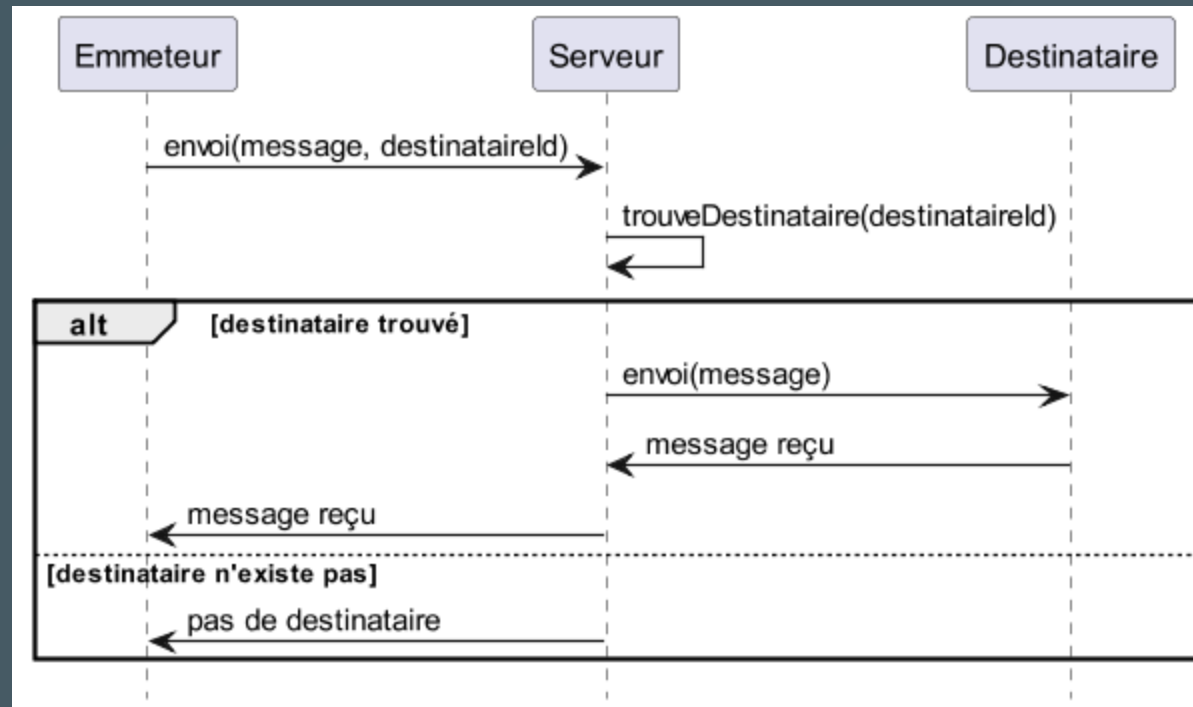 Emmeteur
Serveur
Destinataire
envoi(message, destinataireId)
trouveDestinataire(destinataireId)
alt
[destinataire trouvé]
envoi(message)
message reçu
message reçu
[destinataire n'existe pas]
pas de destinataire